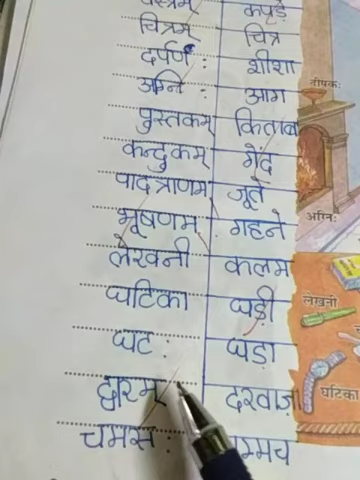 वस्त्रम् कपड़े
चित्रम् चित्र
दर्पण : शीशा
अग्नि : आग
पुस्तकम् किताब
कन्दुकम् गेंद
पादत्राणम् जूते
भूषणम् गहने
लेखनी कलम
घटिका घड़ी
घट : घड़ा
द्वारम् दरवाज़ा
चमस : चम्मच
दीपकः
अग्निः
लेखनी
घटिका